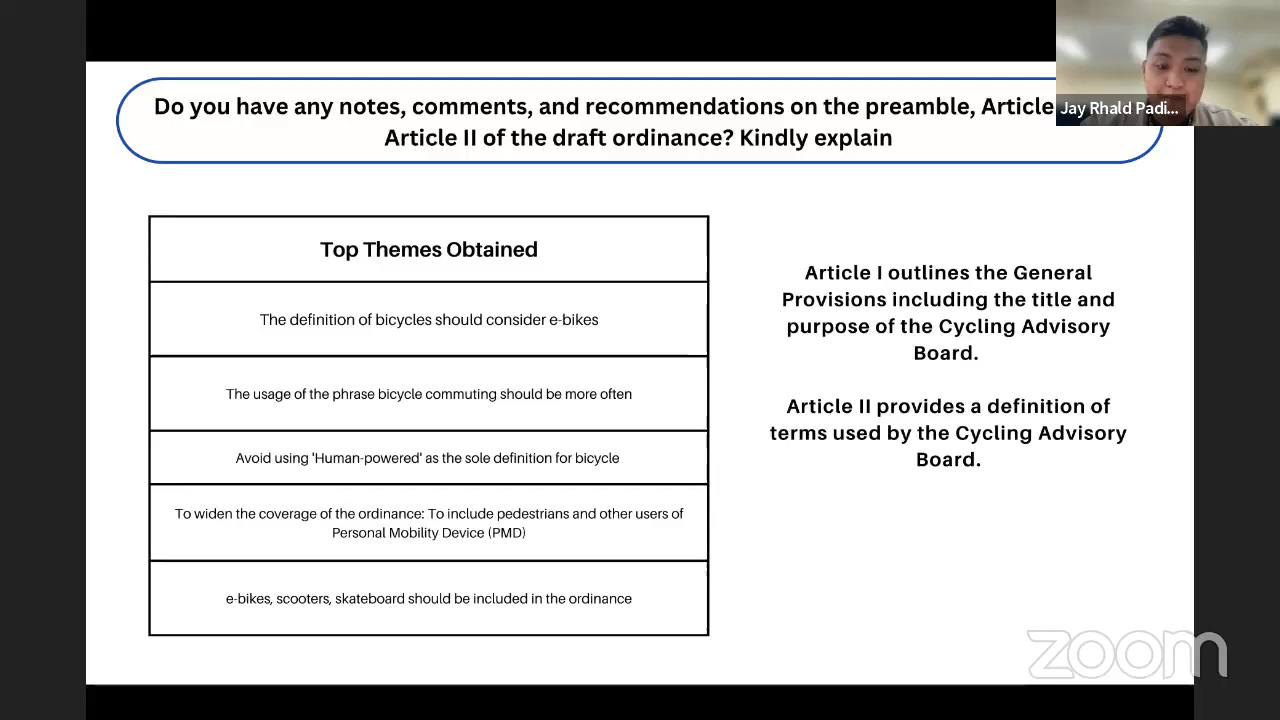 Do you have any notes, comments, and recommendations on the preamble, Article
Article II of the draft ordinance? Kindly explain
Jay Rhald Padi...
Top Themes Obtained
The definition of bicycles should consider e-bikes
The usage of the phrase bicycle commuting should be more often
Avoid using 'Human-powered' as the sole definition for bicycle
To widen the coverage of the ordinance: To include pedestrians and other users of
Personal Mobility Device (PMD)
e-bikes, scooters, skateboard should be included in the ordinance
Article I outlines the General
Provisions including the title and
purpose of the Cycling Advisory
Board.
Article II provides a definition of
terms used by the Cycling Advisory
Board.
zoom